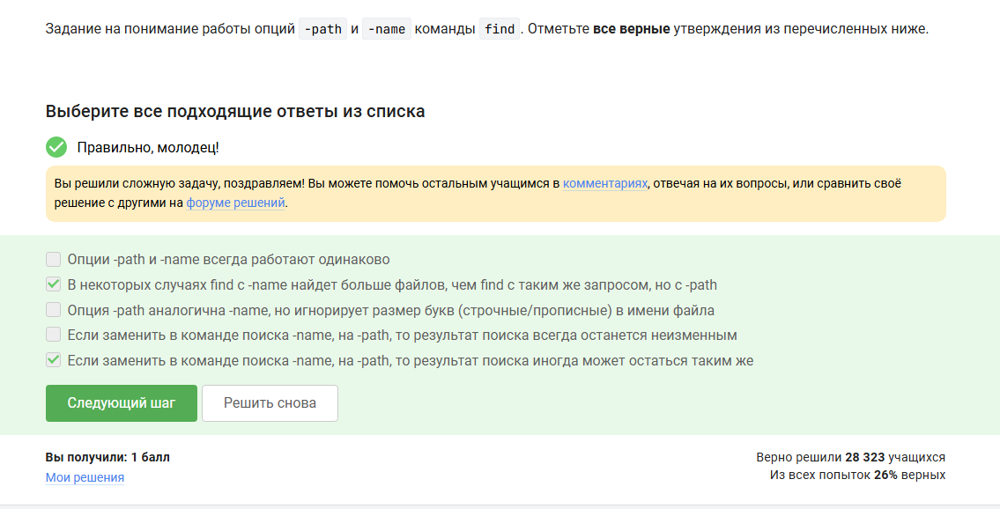 Задание на понимание работы опций -path и -name команды find. Отметьте все верные утверждения из перечисленных ниже.
Выберите все подходящие ответы из списка
Правильно, молодец!
Вы решили сложную задачу, поздравляем! Вы можете помочь остальным учащимся в комментариях, отвечая на их вопросы, или сравнить своё
решение с другими на форуме решений.
Опции -path и -name всегда работают одинаково
В некоторых случаях find с -name найдет больше файлов, чем find с таким же запросом, но с -path
Опция -path аналогична -name, но игнорирует размер букв (строчные/прописные) в имени файла
Если заменить в команде поиска -name, на -path, то результат поиска всегда останется неизменным
Если заменить в команде поиска -name, на -path, то результат поиска иногда может остаться таким же
Следующий шаг
Решить снова
Вы получили: 1 балл
Мои решения
Верно решили 28 323 учащихся
Из всех попыток 26% верных